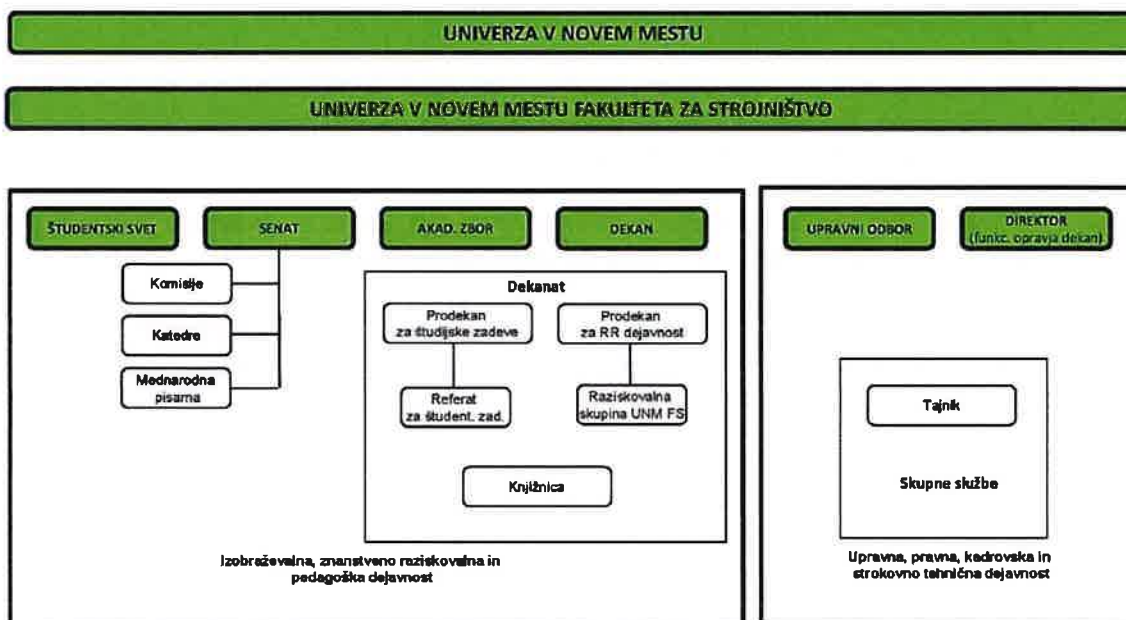 UNIVERZA V NOVEM MESTU
UNIVERZA V NOVEM MESTU FAKULTETA ZA STROJNIŠTVO
ŠTUDENTSKI SVET
SENAT
AKAD. ZBOR
DEKAN
Komisije
Katedre
Mednarodna
pisarna
Dekanat
Prodekan
za študijske zadeve
Prodekan
za RR dejavnost
Referat
za študent. zad.
Raziskovalna
skupina UNM FS
Knjižnica
Izobraževalna, znanstveno raziskovalna in
pedagoška dejavnost
UPRAVNI ODBOR
DIREKTOR
(funkc. opravja dekan)
Tajnik
Skupne službe
Upravna, pravna, kadrovska in
strokovno tehnična dejavnost